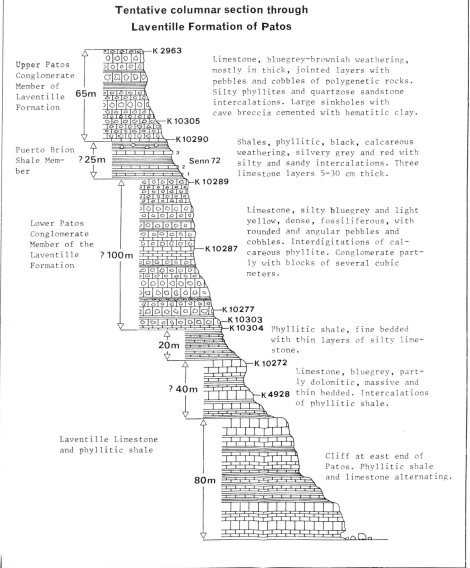 Tentative columnar section through
Laventille Formation of Patos
K 2963
Upper Patos
Conglomerate
Member of
Laventille
Formation
65m
Limestone, bluegrey-brownish weathering,
mostly in thick, jointed layers with
pebbles and cobbles of polygenetic rocks.
Silty phyllites and quartzose sandstone
intercalations. Large sinkholes with
cave breccia cemented with hematitic clay.
K 10305
K 10290
Puerto Brion
Shale Mem-
ber
? 25m
3
Senn 72
2
1
K 10289
Shales, phyllitic, black, calcareous
weathering, silvery grey and red with
silty and sandy intercalations. Three
limestone layers 5-30 cm thick.
Lower Patos
Conglomerate
Member of the
Laventille
Formation
? 100m
K 10287
Limestone, silty bluegrey and light
yellow, dense, fossiliferous, with
rounded and angular pebbles and
cobbles. Interdigitations of cal-
careous phyllite. Conglomerate part-
ly with blocks of several cubic
meters.
K 10277
K 10303
K 10304
20m
Phyllitic shale, fine bedded
with thin layers of silty lime-
stone.
K 10272
? 40m
K 4928
Limestone, bluegrey, part-
ly dolomitic, massive and
thin bedded. Intercalations
of phyllitic shale.
Laventille Limestone
and phyllitic shale
80m
Cliff at east end of
Patos. Phyllitic shale
and limestone alternating.